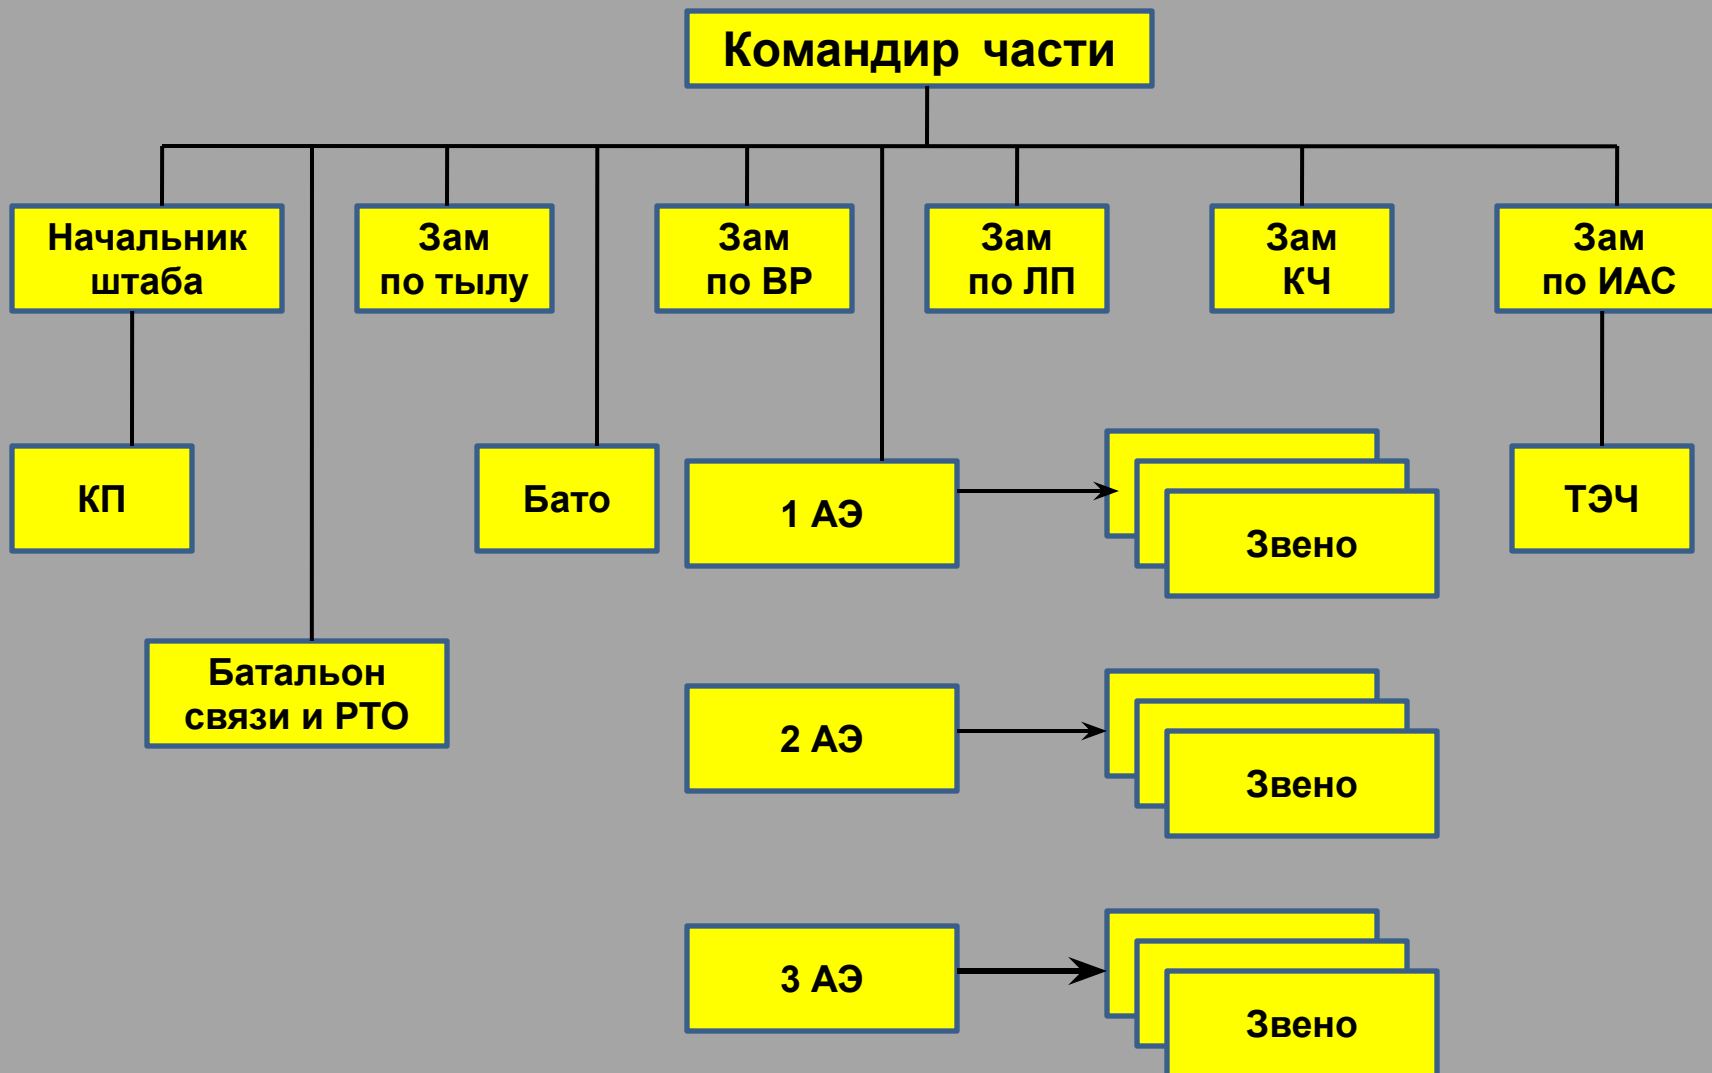 Командир части
Начальник
штаба
Зам
по тылу
Зам
по ВР
Зам
по ЛП
Зам
КЧ
Зам
по ИАС
КП
Бато
1 АЭ
Звено
ТЭЧ
Батальон
связи и РТО
2 АЭ
Звено
3 АЭ
Звено